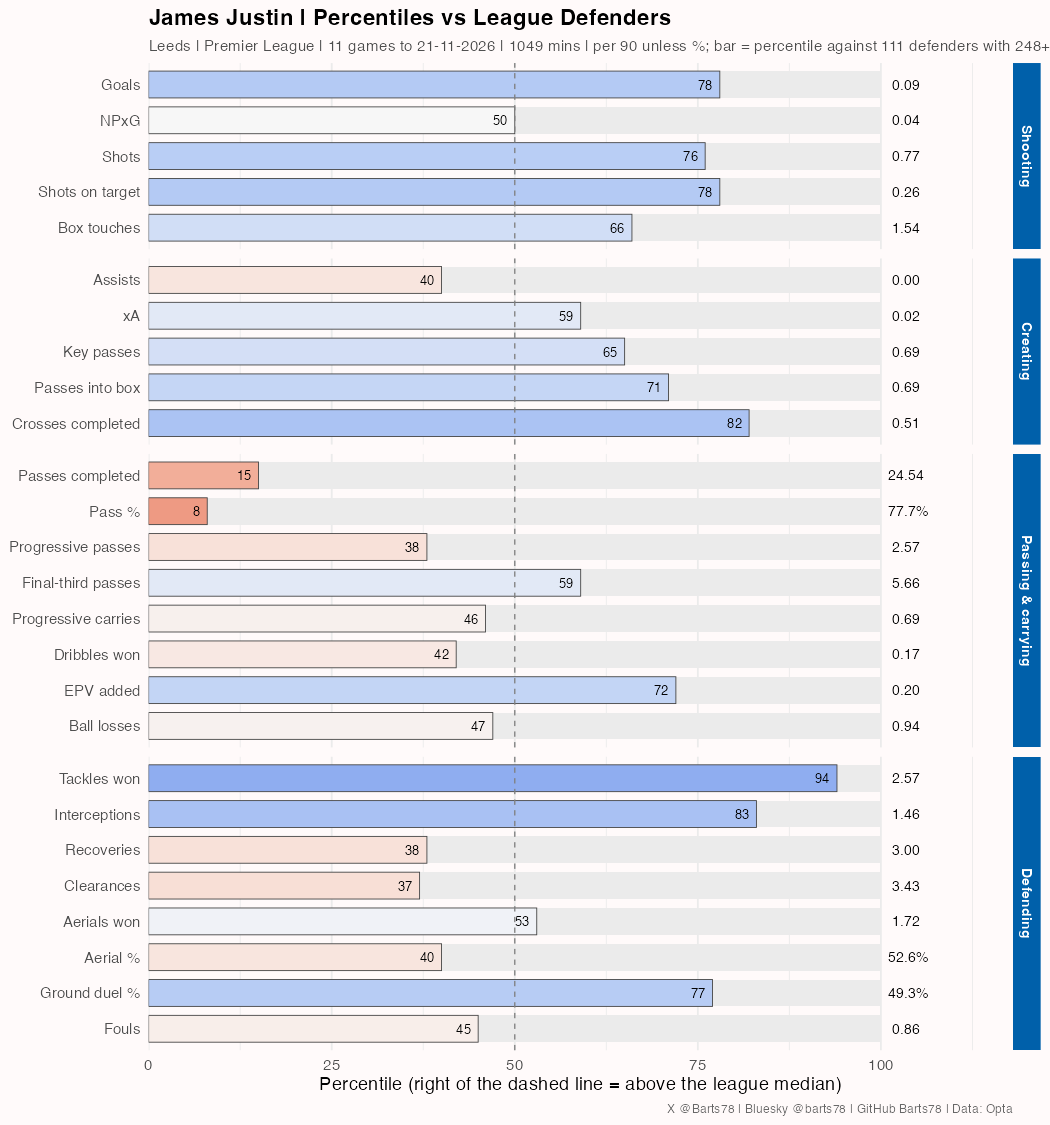 James Justin | Percentiles vs League Defenders
Leeds | Premier League | 11 games to 21-11-2026 | 1049 mins | per 90 unless %; bar = percentile against 111 defenders with 248+
Shooting
Goals 78 0.09
NPxG 50 0.04
Shots 76 0.77
Shots on target 78 0.26
Box touches 66 1.54
Creating
Assists 40 0.00
xA 59 0.02
Key passes 65 0.69
Passes into box 71 0.69
Crosses completed 82 0.51
Passing & carrying
Passes completed 15 24.54
Pass % 8 77.7%
Progressive passes 38 2.57
Final-third passes 59 5.66
Progressive carries 46 0.69
Dribbles won 42 0.17
EPV added 72 0.20
Ball losses 47 0.94
Defending
Tackles won 94 2.57
Interceptions 83 1.46
Recoveries 38 3.00
Clearances 37 3.43
Aerials won 53 1.72
Aerial % 40 52.6%
Ground duel % 77 49.3%
Fouls 45 0.86
0 25 50 75 100
Percentile (right of the dashed line = above the league median)
X @Barts78 | Bluesky @barts78 | GitHub Barts78 | Data: Opta